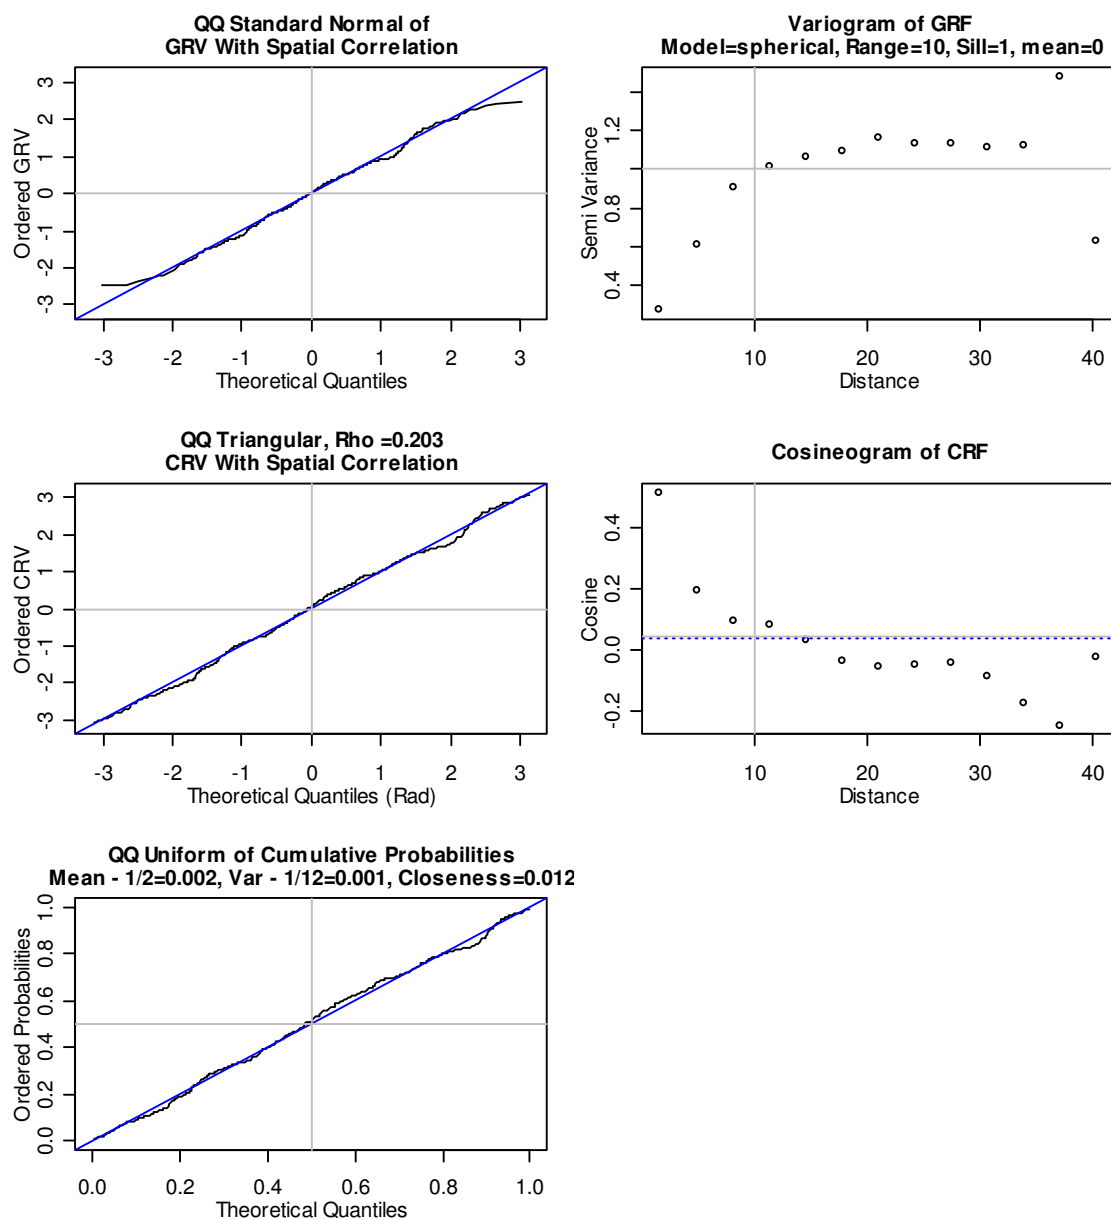 QQ Standard Normal of
GRV With Spatial Correlation
Ordered GRV
3
2
1
0
-1
-2
-3
-3 -2 -1 0 1 2 3
Theoretical Quantiles
Variogram of GRF
Model=spherical, Range=10, Sill=1, mean=0
Semi Variance
1.2
0.8
0.4
10 20 30 40
Distance
QQ Triangular, Rho =0.203
CRV With Spatial Correlation
Ordered CRV
3
2
1
0
-1
-2
-3
-3 -2 -1 0 1 2 3
Theoretical Quantiles (Rad)
Cosineogram of CRF
Cosine
0.4
0.2
0.0
-0.2
10 20 30 40
Distance
QQ Uniform of Cumulative Probabilities
Mean - 1/2=0.002, Var - 1/12=0.001, Closeness=0.012
Ordered Probabilities
1.0
0.8
0.6
0.4
0.2
0.0
0.0 0.2 0.4 0.6 0.8 1.0
Theoretical Quantiles